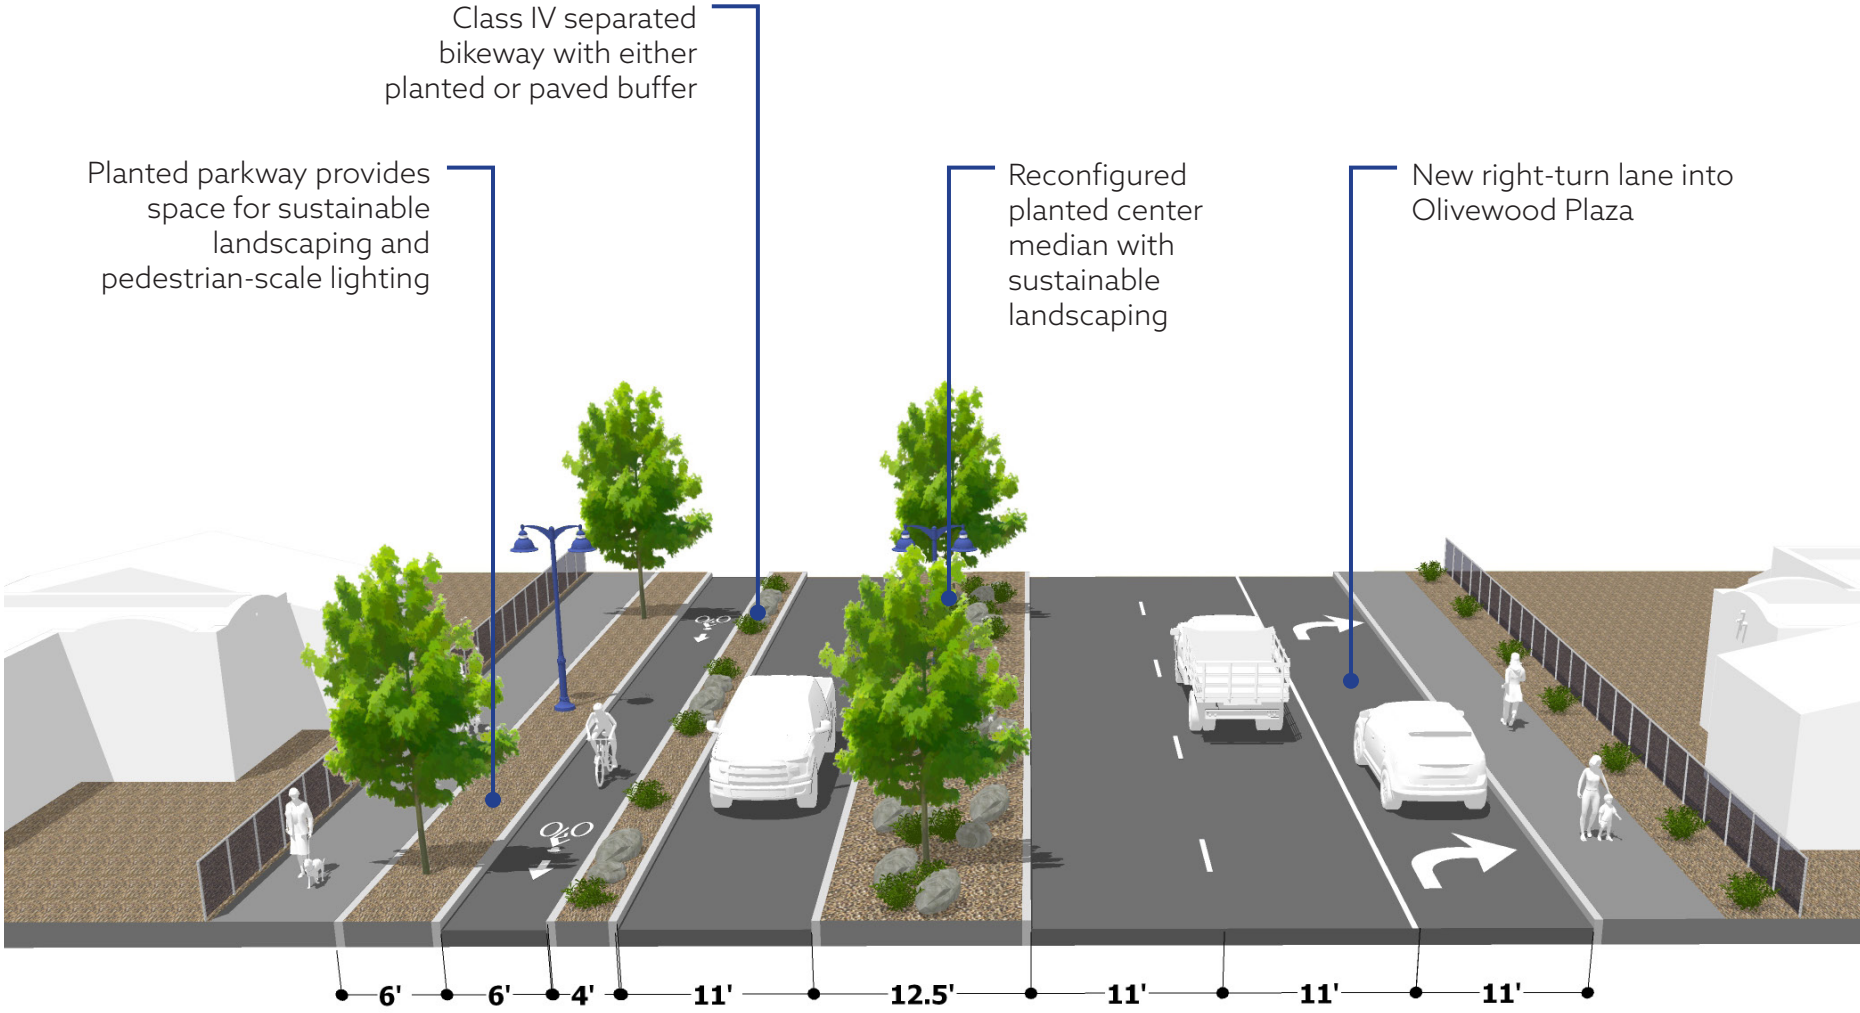 Class IV separated
bikeway with either
planted or paved buffer
Planted parkway provides
space for sustainable
landscaping and
pedestrian-scale lighting
Reconfigured
planted center
median with
sustainable
landscaping
New right-turn lane into
Olivewood Plaza
6' 6' 4' 11' 12.5' 11' 11' 11'